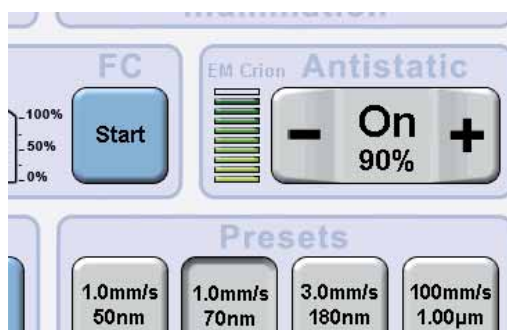 FC
EM Crion Antistatic
100%
50%
0%
Start
−
On
90%
+
Presets
1.0mm/s
50nm
1.0mm/s
70nm
3.0mm/s
180nm
100mm/s
1.00µm